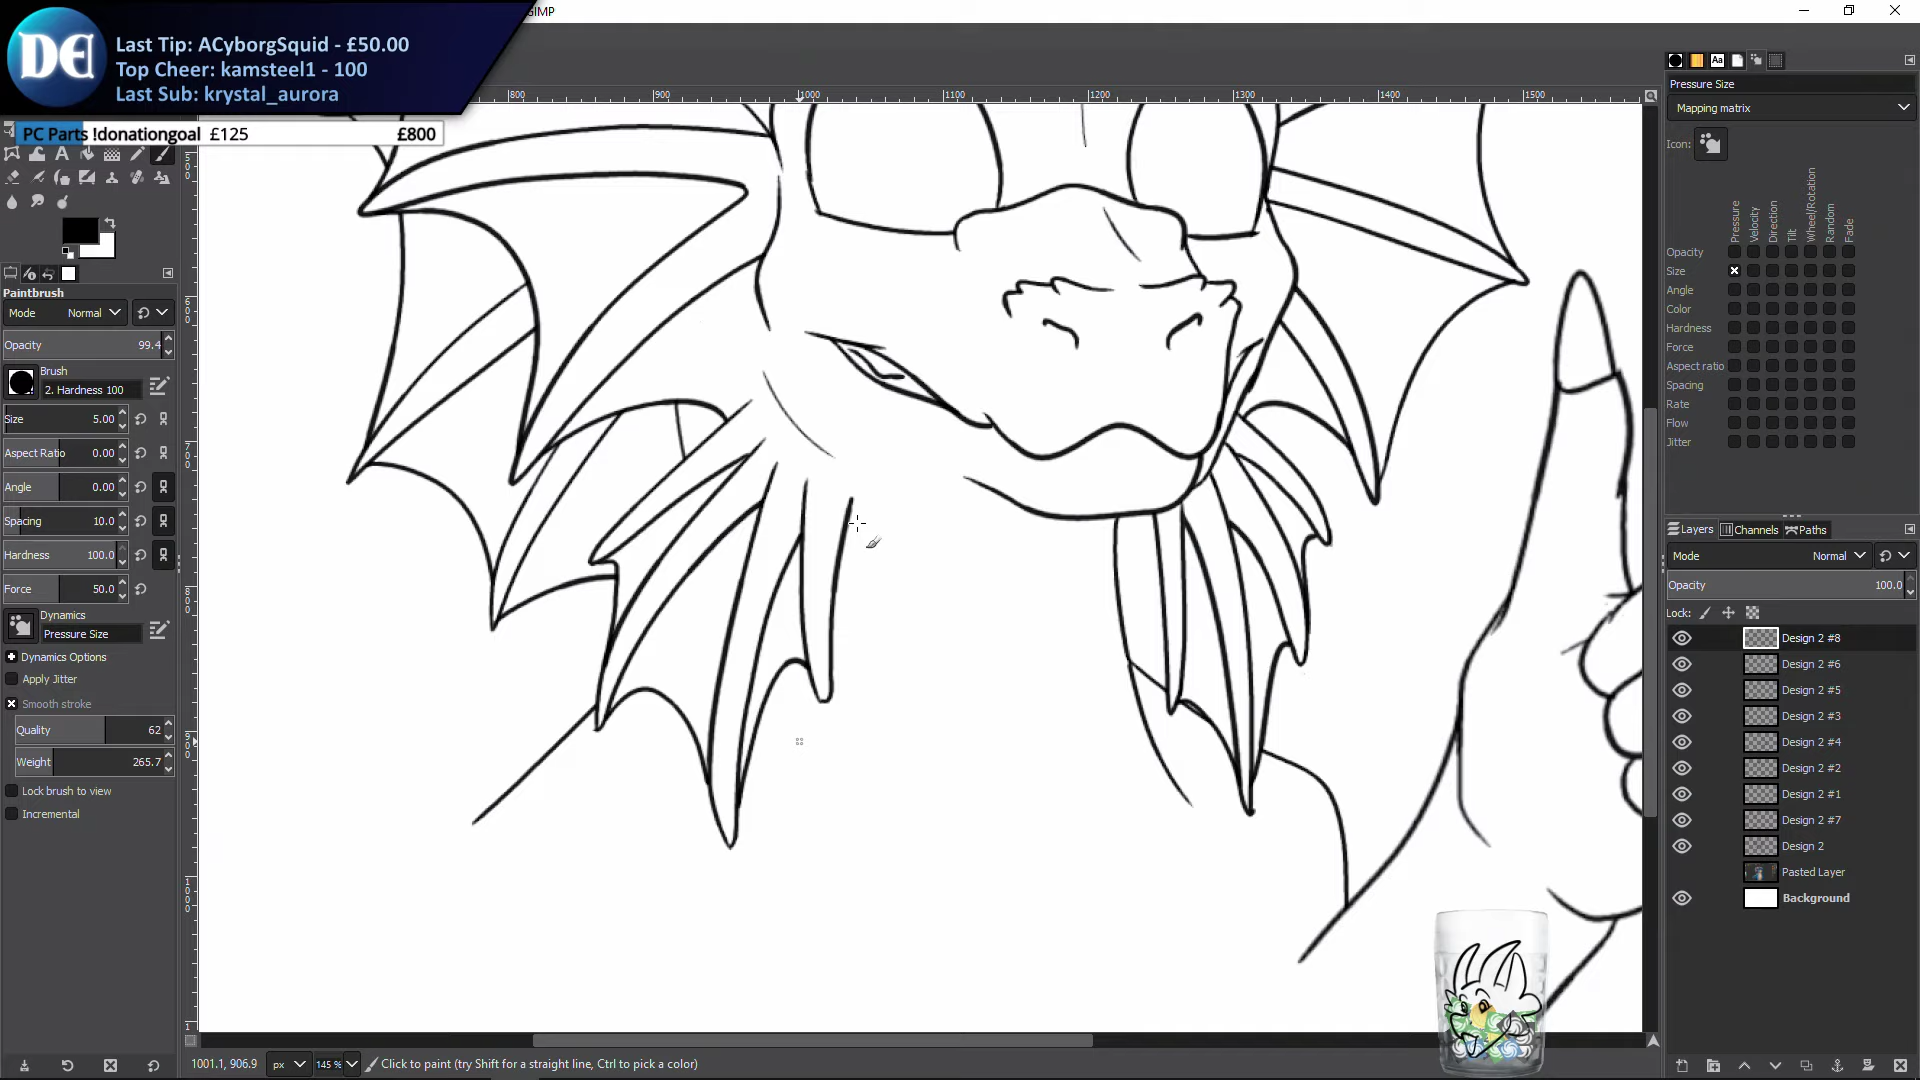 GIMP
DE
Last Tip: ACyborgSquid - £50.00
Top Cheer: kamsteel1 - 100
Last Sub: krystal_aurora
PC Parts !donationgoal £125 £800
800 900 1000 1100 1200 1300 1400 1500
Paintbrush
Mode Normal
Opacity 99.4
Brush
2. Hardness 100
Size 5.00
Aspect Ratio 0.00
Angle 0.00
Spacing 10.0
Hardness 100.0
Force 50.0
Dynamics
Pressure Size
Dynamics Options
Apply Jitter
Smooth stroke
Quality 62
Weight 265.7
Lock brush to view
Incremental
1001.1, 906.9 px 145 % Click to paint (try Shift for a straight line, Ctrl to pick a color)
Aa
Pressure Size
Mapping matrix
Icon:
Pressure Velocity Direction Tilt Wheel/Rotation Random Fade
Opacity
Size
Angle
Color
Hardness
Force
Aspect ratio
Spacing
Rate
Flow
Jitter
Layers Channels Paths
Mode Normal
Opacity 100.0
Lock:
Design 2 #8
Design 2 #6
Design 2 #5
Design 2 #3
Design 2 #4
Design 2 #2
Design 2 #1
Design 2 #7
Design 2
Pasted Layer
Background